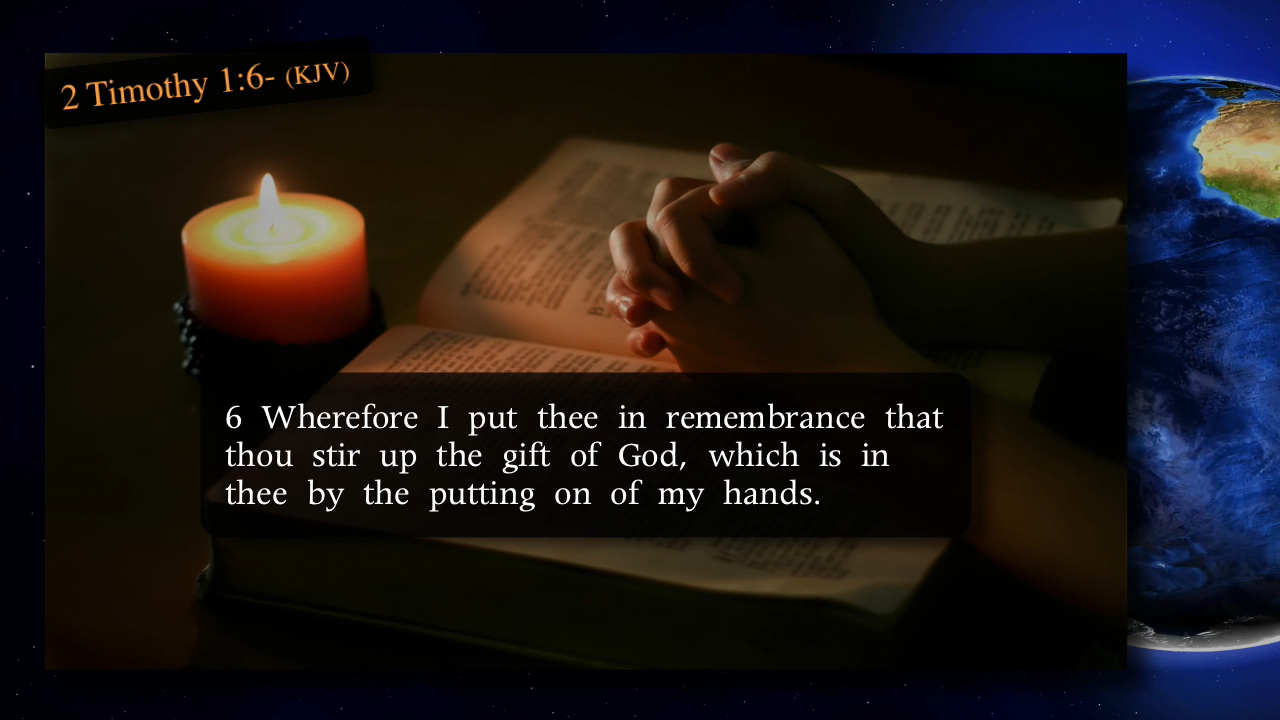 2 Timothy 1:6- (KJV)
6 Wherefore I put thee in remembrance that
thou stir up the gift of God, which is in
thee by the putting on of my hands.